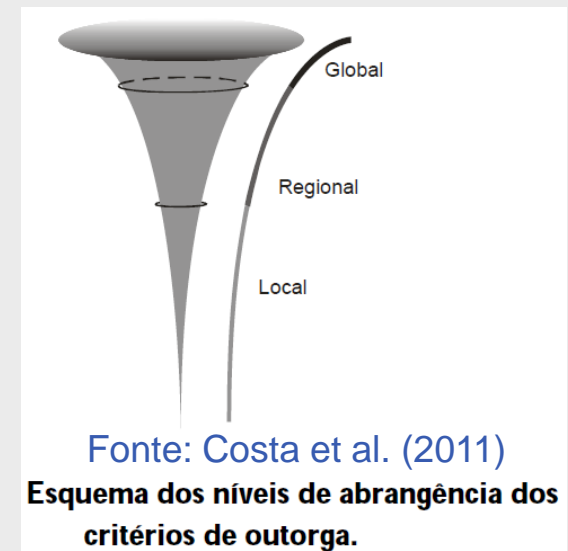 Global
Regional
Local
Fonte: Costa et al. (2011)
Esquema dos níveis de abrangência dos
critérios de outorga.